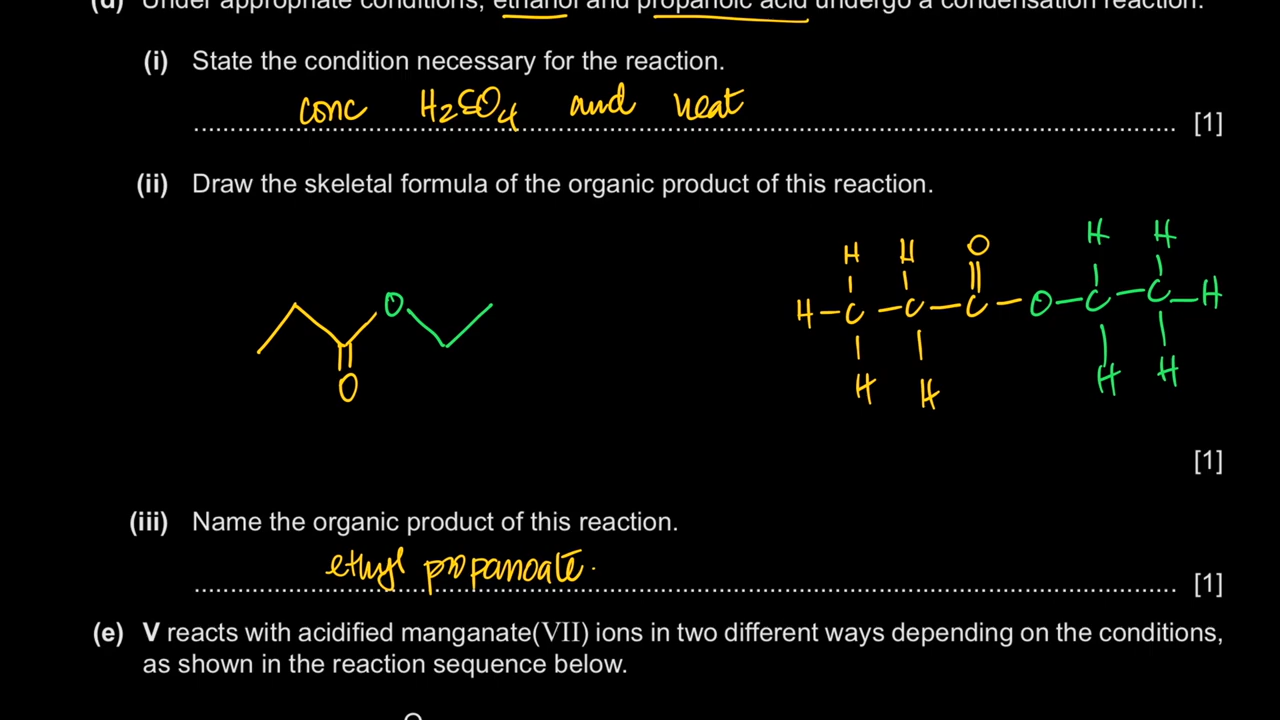 (d) Under appropriate conditions, ethanol and propanoic acid undergo a condensation reaction.
(i) State the condition necessary for the reaction.
conc H2SO4 and heat
[1]
(ii) Draw the skeletal formula of the organic product of this reaction.
H H O H H
O
H-C-C-C-O-C-C-H
O
H H H H
[1]
(iii) Name the organic product of this reaction.
ethyl propanoate.
[1]
(e) V reacts with acidified manganate(VII) ions in two different ways depending on the conditions,
as shown in the reaction sequence below.
O